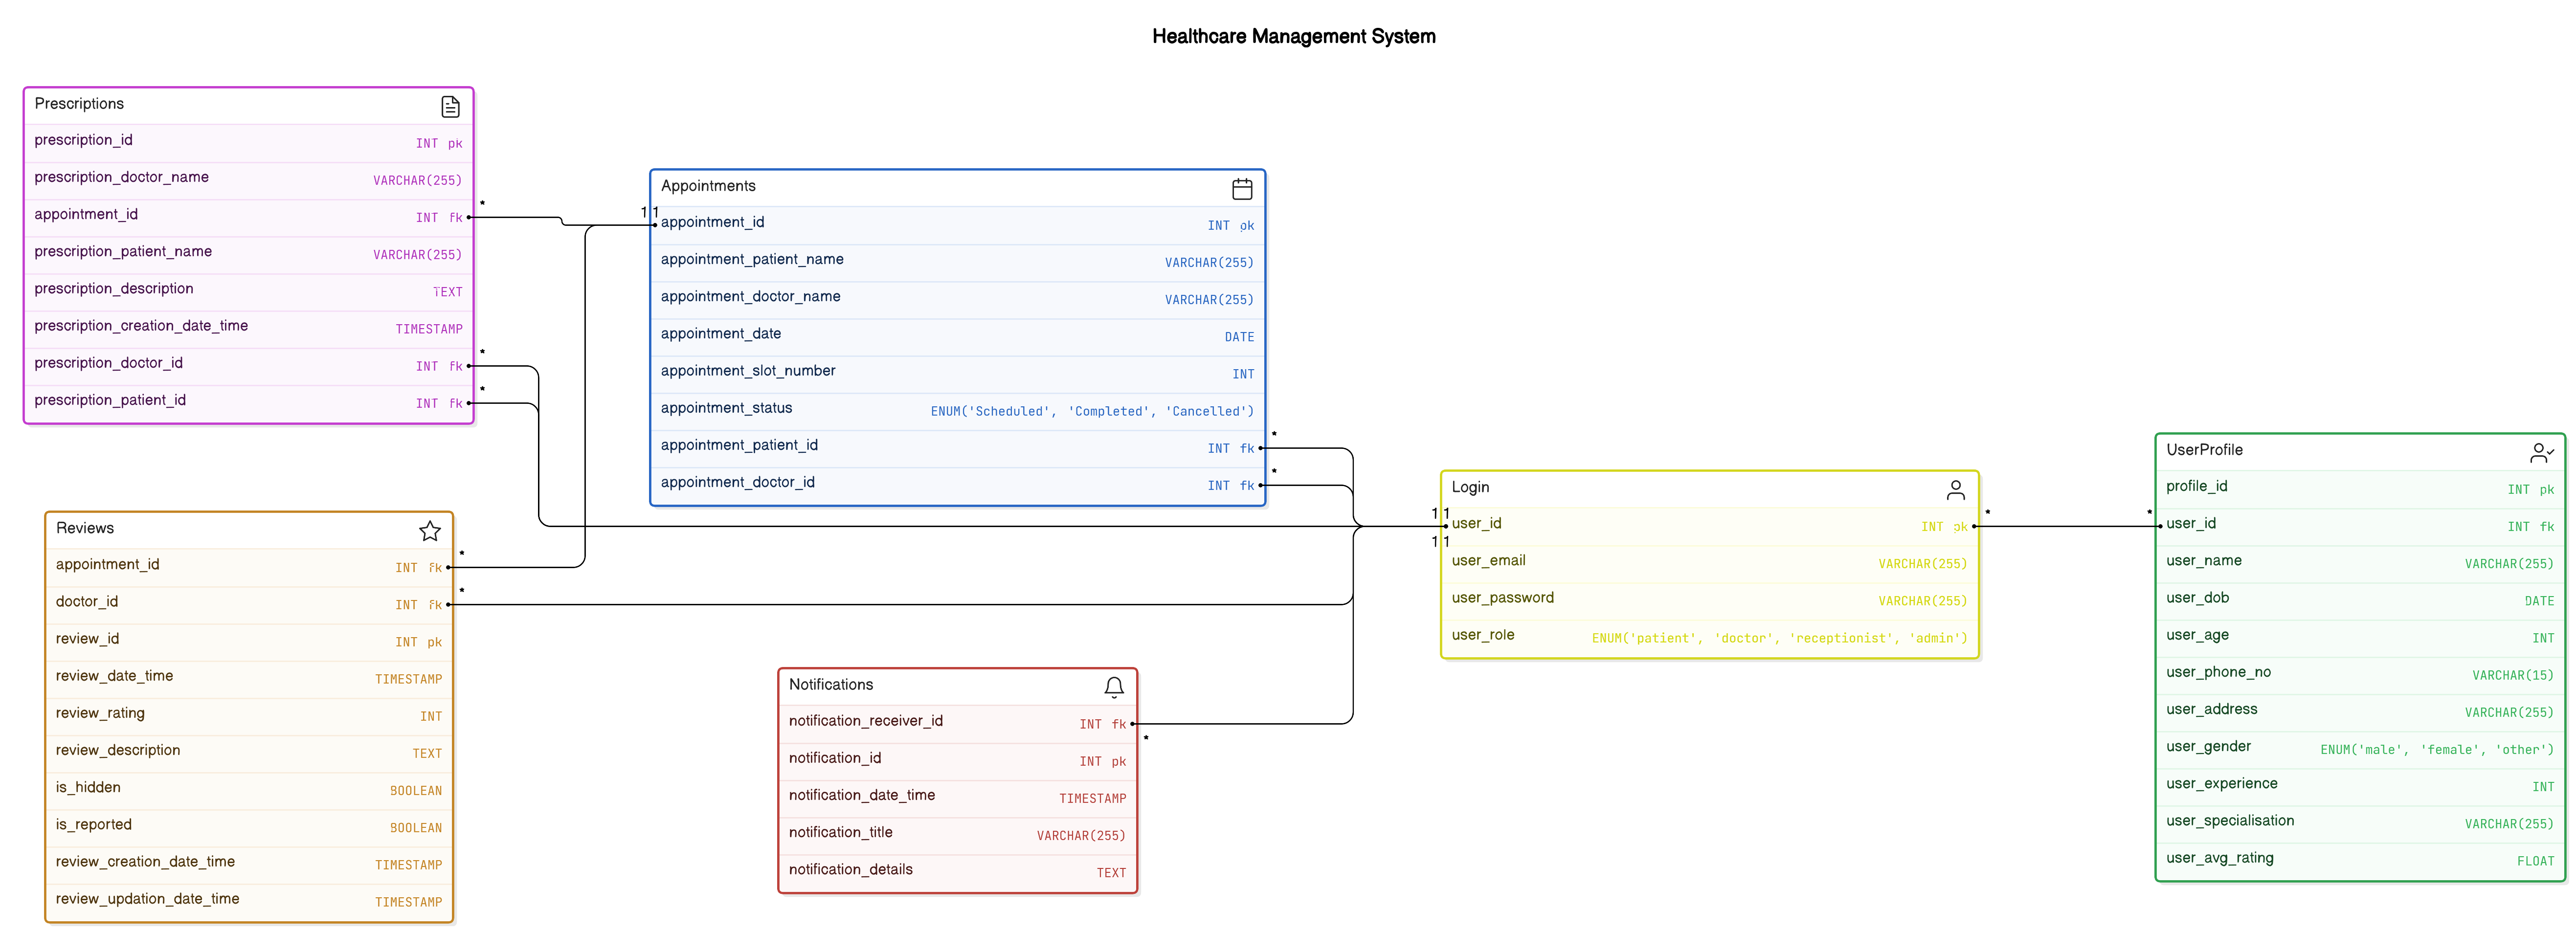 Healthcare Management System
Prescriptions
prescription_id INT pk
prescription_doctor_name VARCHAR(255)
appointment_id INT fk *
prescription_patient_name VARCHAR(255)
prescription_description TEXT
prescription_creation_date_time TIMESTAMP
prescription_doctor_id INT fk *
prescription_patient_id INT fk *
Appointments
1 1
appointment_id INT pk
appointment_patient_name VARCHAR(255)
appointment_doctor_name VARCHAR(255)
appointment_date DATE
appointment_slot_number INT
appointment_status ENUM('Scheduled', 'Completed', 'Cancelled')
appointment_patient_id INT fk *
appointment_doctor_id INT fk *
Reviews
appointment_id INT fk *
doctor_id INT fk *
review_id INT pk
review_date_time TIMESTAMP
review_rating INT
review_description TEXT
is_hidden BOOLEAN
is_reported BOOLEAN
review_creation_date_time TIMESTAMP
review_updation_date_time TIMESTAMP
Notifications
notification_receiver_id INT fk *
notification_id INT pk
notification_date_time TIMESTAMP
notification_title VARCHAR(255)
notification_details TEXT
Login
1 1
user_id INT pk *
1 1
user_email VARCHAR(255)
user_password VARCHAR(255)
user_role ENUM('patient', 'doctor', 'receptionist', 'admin')
UserProfile
profile_id INT pk
* user_id INT fk
user_name VARCHAR(255)
user_dob DATE
user_age INT
user_phone_no VARCHAR(15)
user_address VARCHAR(255)
user_gender ENUM('male', 'female', 'other')
user_experience INT
user_specialisation VARCHAR(255)
user_avg_rating FLOAT